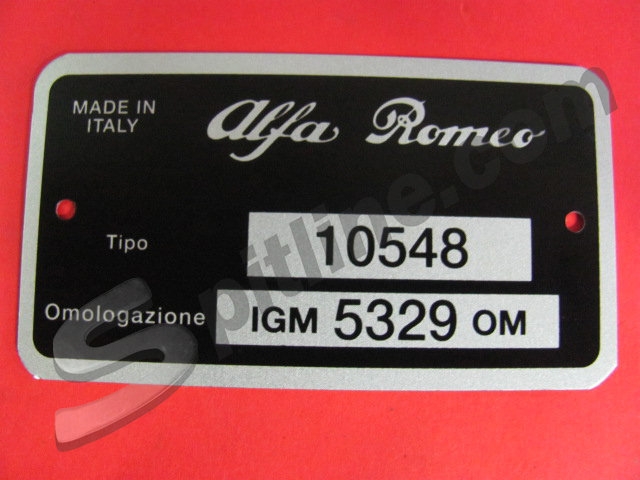 MADE IN
ITALY
Alfa Romeo
Tipo 10548
Omologazione IGM 5329 OM
Spitline.com